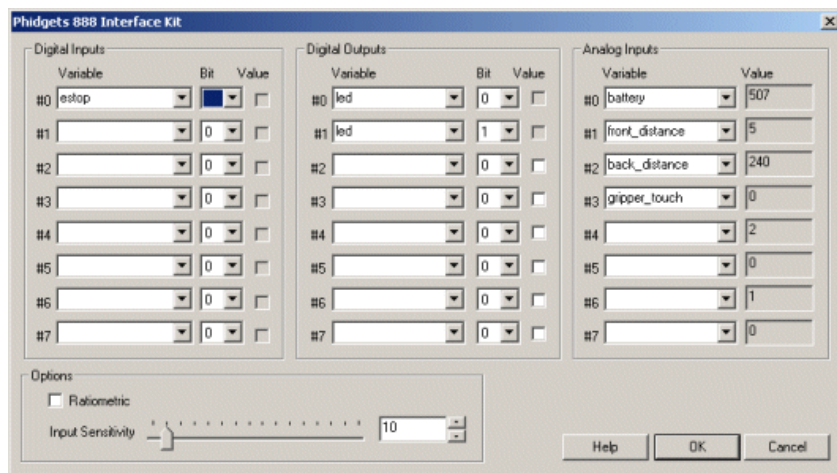 Phidgets 888 Interface Kit
Digital Inputs
Variable Bit Value
#0 estop
#1 0
#2 0
#3 0
#4 0
#5 0
#6 0
#7 0
Digital Outputs
Variable Bit Value
#0 led 0
#1 led 1
#2 0
#3 0
#4 0
#5 0
#6 0
#7 0
Analog Inputs
Variable Value
#0 battery 507
#1 front_distance 5
#2 back_distance 240
#3 gripper_touch 0
#4 2
#5 0
#6 1
#7 0
Options
Ratiometric
Input Sensitivity 10
Help OK Cancel